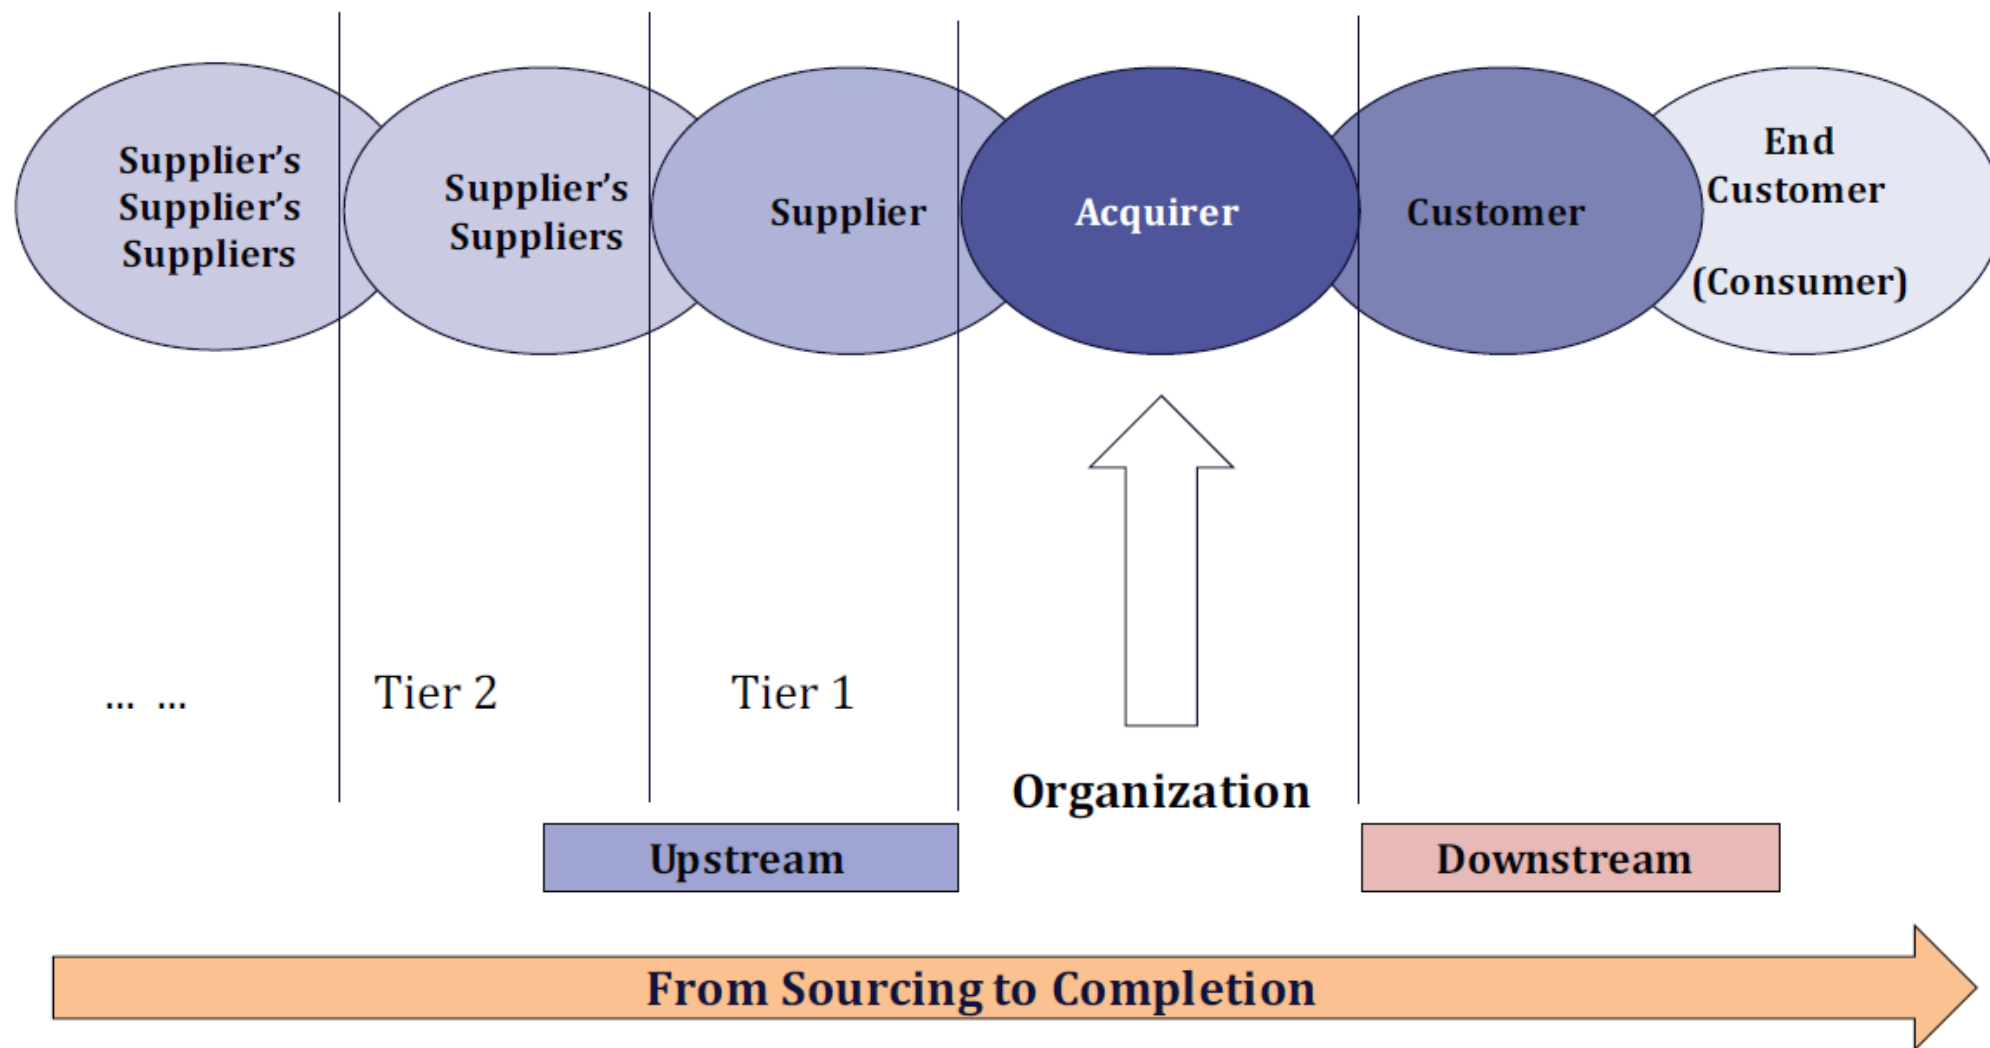 Supplier’s
Supplier’s
Suppliers
Supplier’s
Suppliers
Supplier
Acquirer
Customer
End
Customer
(Consumer)
... ...
Tier 2
Tier 1
Organization
Upstream
Downstream
From Sourcing to Completion